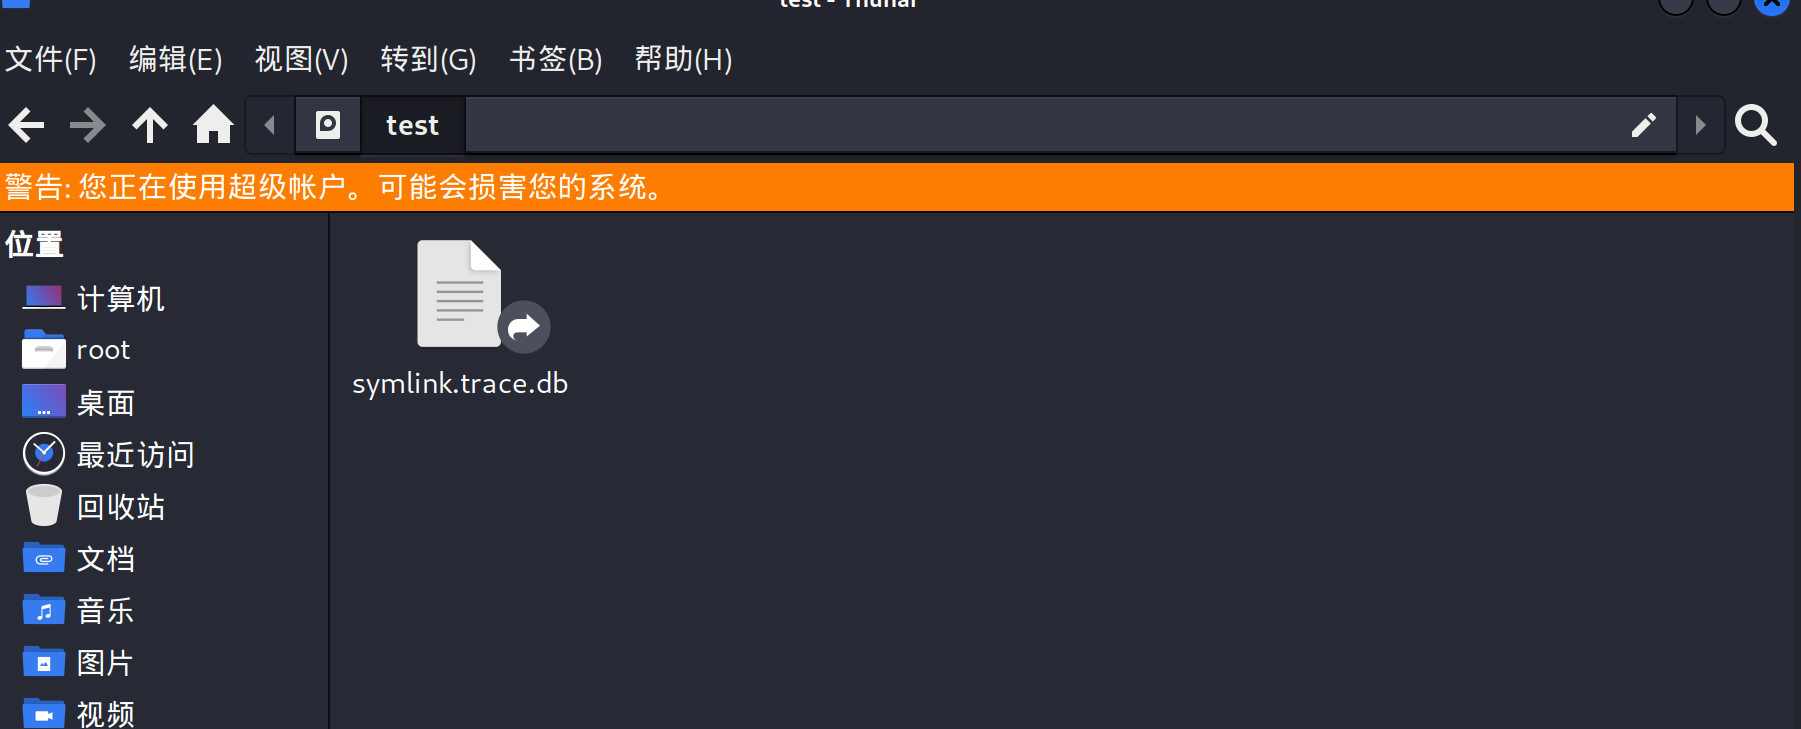 test - Thunar
文件(F) 编辑(E) 视图(V) 转到(G) 书签(B) 帮助(H)
test
警告: 您正在使用超级帐户。可能会损害您的系统。
位置
计算机
root
桌面
最近访问
回收站
文档
音乐
图片
视频
symlink.trace.db